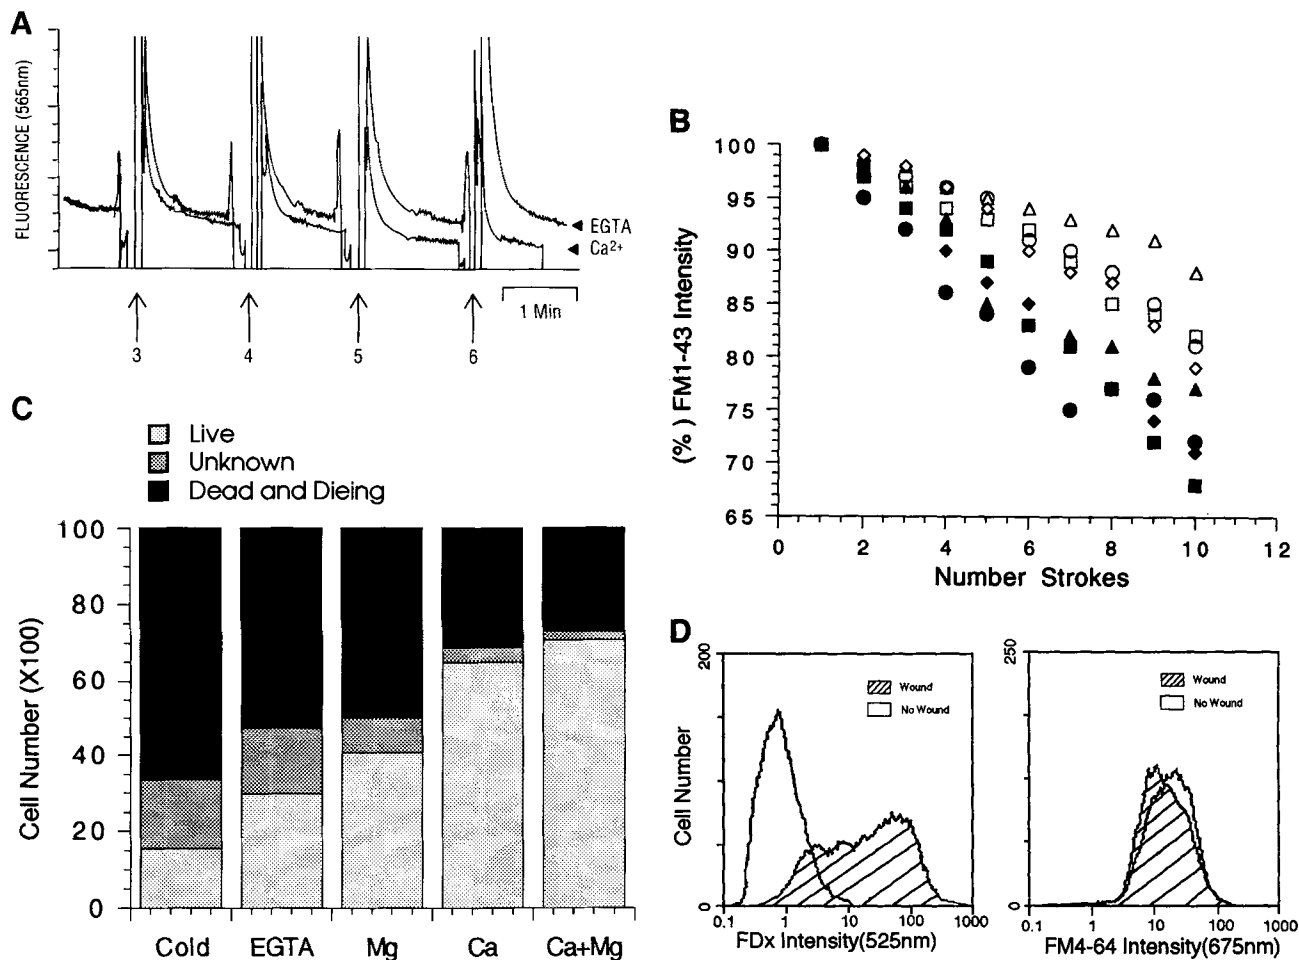 A
FLUORESCENCE (565nm)
EGTA
Ca2+
1 Min
3 4 5 6
B
(%) FM1-43 Intensity
100
95
90
85
80
75
70
65
0 2 4 6 8 10 12
Number Strokes
C
Live
Unknown
Dead and Dieing
Cell Number (X100)
100
80
60
40
20
0
Cold EGTA Mg Ca Ca+Mg
D
Cell Number
200
0
Wound
No Wound
0.1 1 10 100 1000
FDx Intensity(525nm)
250
0
Wound
No Wound
0.1 1 10 100 1000
FM4-64 Intensity(675nm)